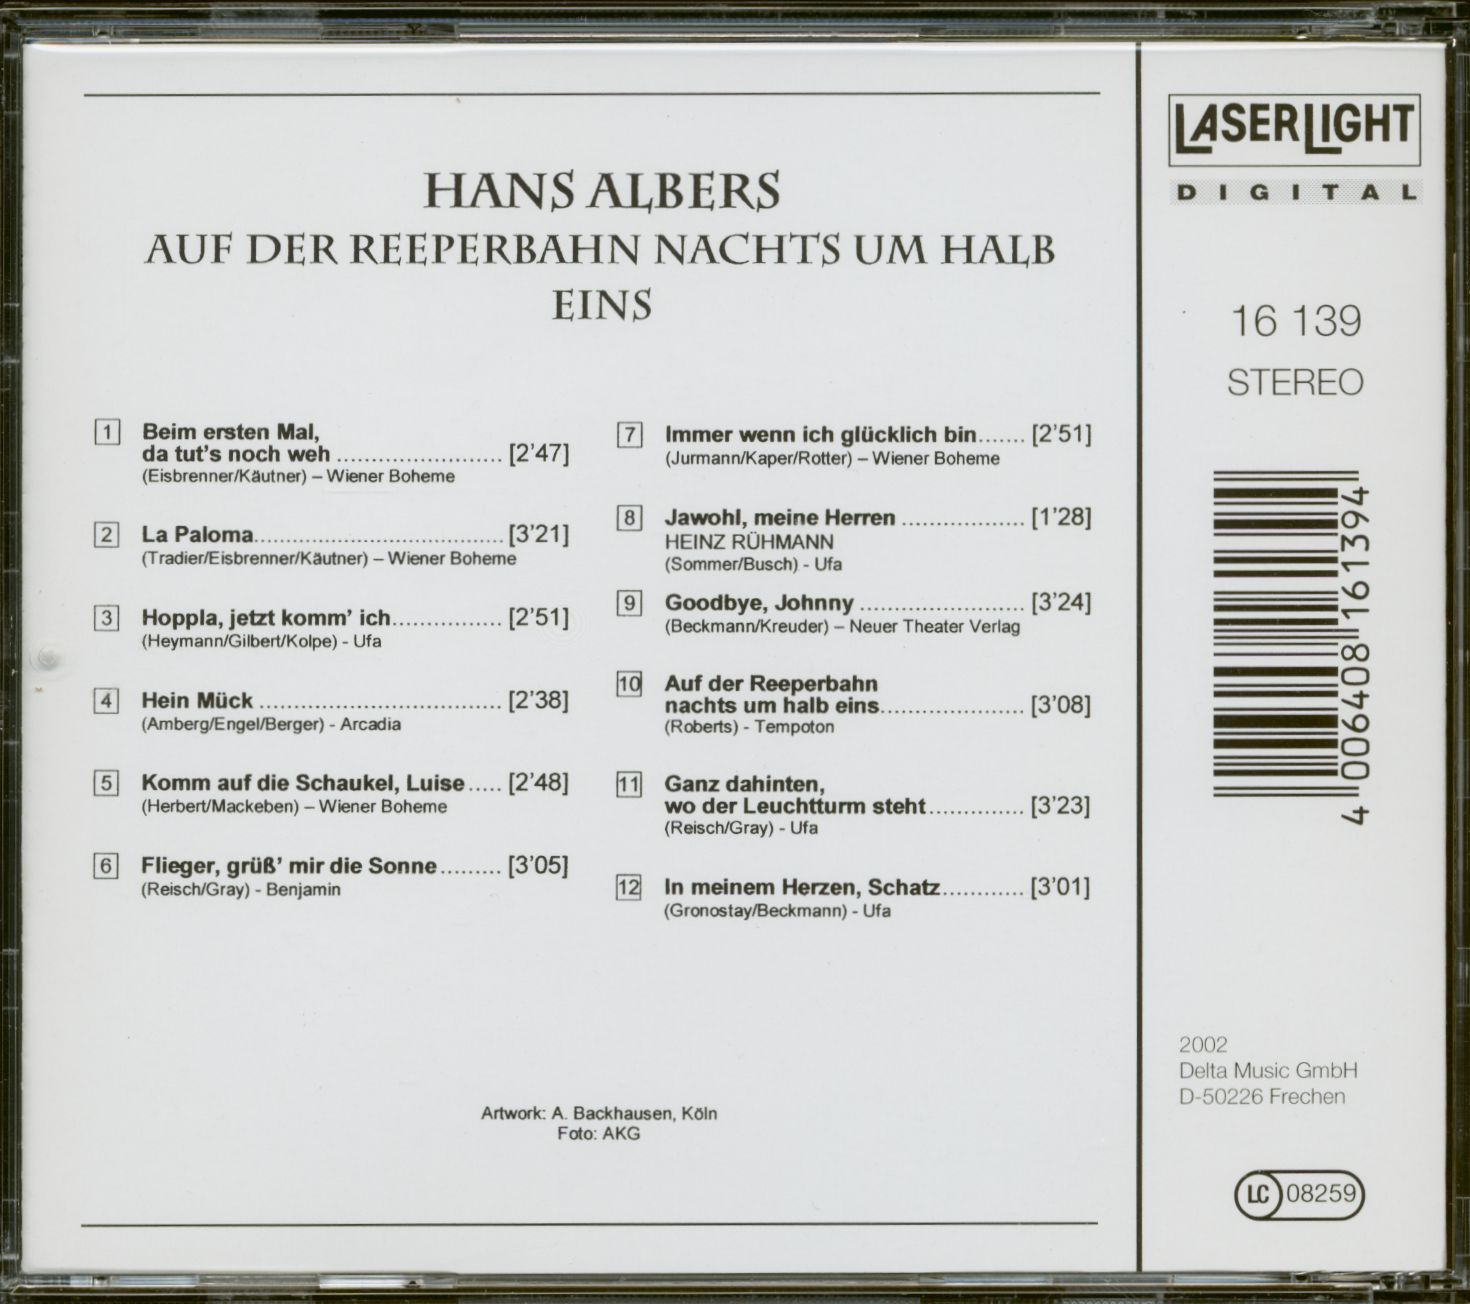 HANS ALBERS
AUF DER REEPERBAHN NACHTS UM HALB
EINS
1 Beim ersten Mal,
da tut's noch weh ........................ [2'47]
(Eisbrenner/Käutner) – Wiener Boheme
2 La Paloma..................................... [3'21]
(Tradier/Eisbrenner/Käutner) – Wiener Boheme
3 Hoppla, jetzt komm' ich................ [2'51]
(Heymann/Gilbert/Kolpe) - Ufa
4 Hein Mück ................................... [2'38]
(Amberg/Engel/Berger) - Arcadia
5 Komm auf die Schaukel, Luise..... [2'48]
(Herbert/Mackeben) – Wiener Boheme
6 Flieger, grüß' mir die Sonne......... [3'05]
(Reisch/Gray) - Benjamin
7 Immer wenn ich glücklich bin....... [2'51]
(Jurmann/Kaper/Rotter) – Wiener Boheme
8 Jawohl, meine Herren .................. [1'28]
HEINZ RÜHMANN
(Sommer/Busch) - Ufa
9 Goodbye, Johnny ........................ [3'24]
(Beckmann/Kreuder) – Neuer Theater Verlag
10 Auf der Reeperbahn
nachts um halb eins..................... [3'08]
(Roberts) - Tempoton
11 Ganz dahinten,
wo der Leuchtturm steht.............. [3'23]
(Reisch/Gray) - Ufa
12 In meinem Herzen, Schatz............ [3'01]
(Gronostay/Beckmann) - Ufa
Artwork: A. Backhausen, Köln
Foto: AKG
LASERLIGHT
DIGITAL
16 139
STEREO
4 006408 161394
2002
Delta Music GmbH
D-50226 Frechen
LC 08259